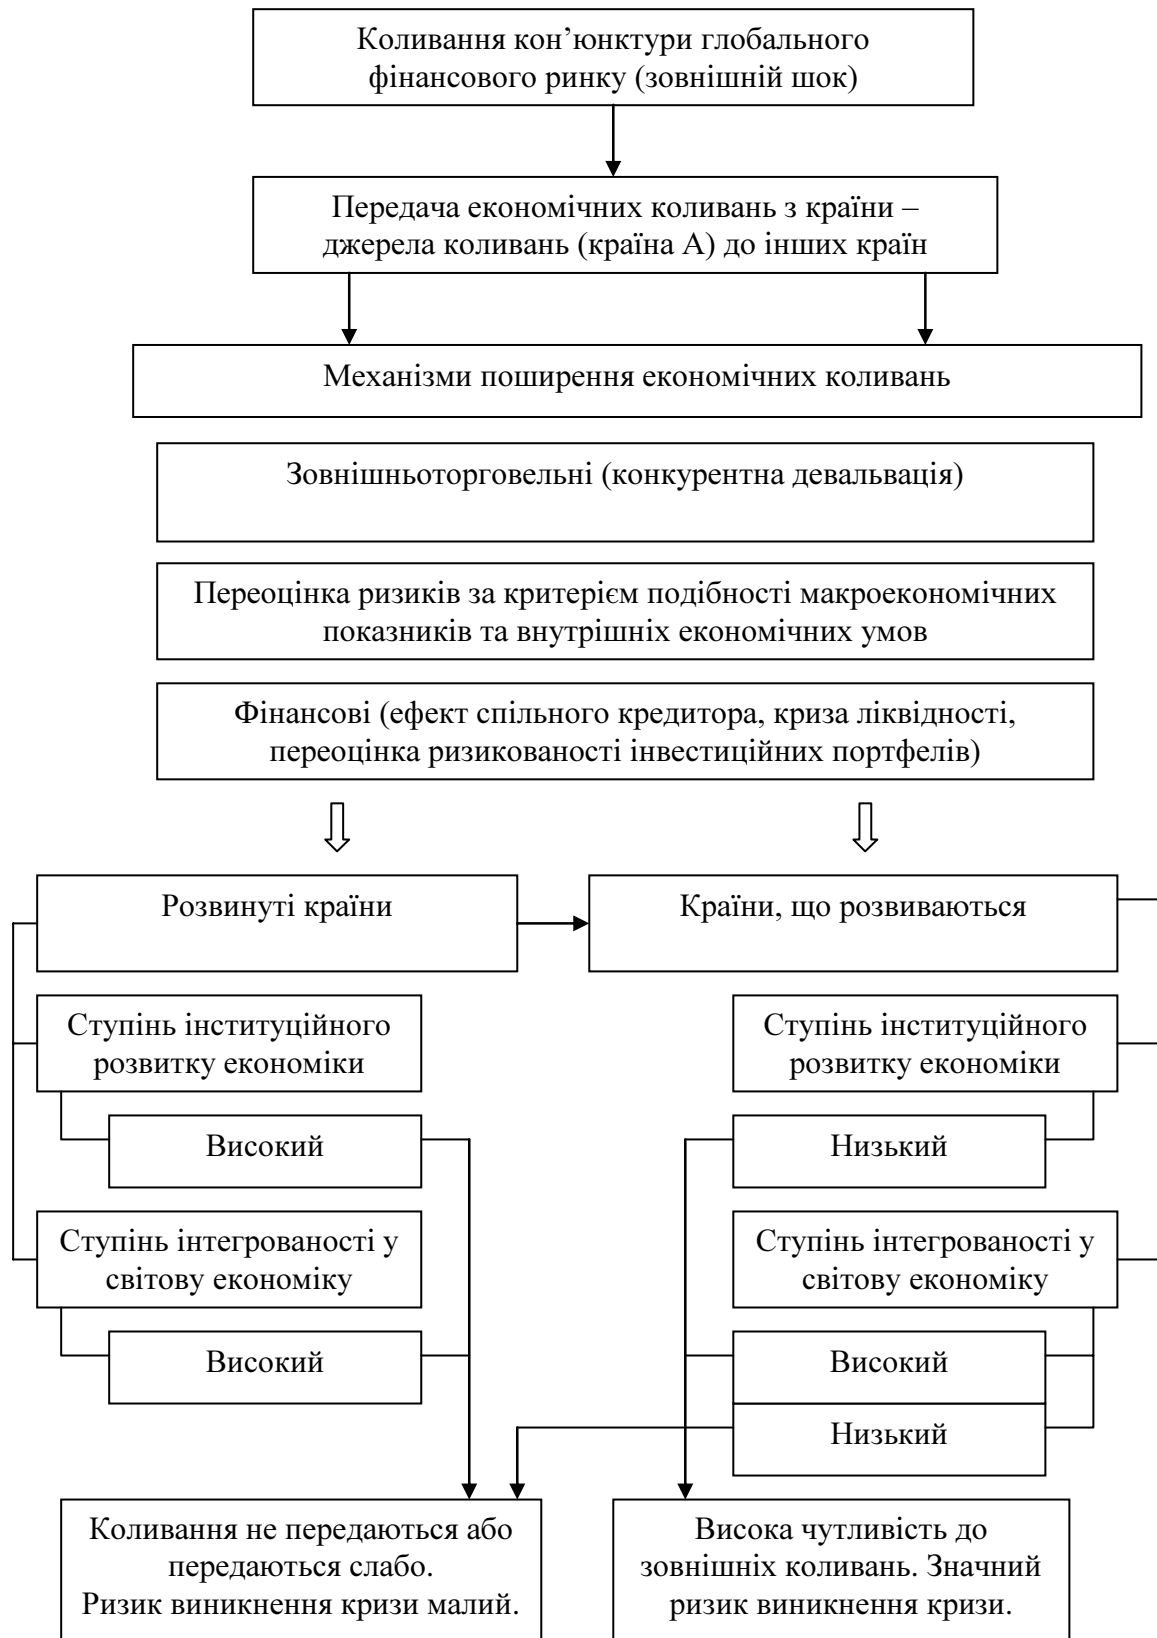 Коливання кон’юнктури глобального
фінансового ринку (зовнішній шок)
Передача економічних коливань з країни –
джерела коливань (країна А) до інших країн
Механізми поширення економічних коливань
Зовнішньоторговельні (конкурентна девальвація)
Переоцінка ризиків за критерієм подібності макроекономічних
показників та внутрішніх економічних умов
Фінансові (ефект спільного кредитора, криза ліквідності,
переоцінка ризикованості інвестиційних портфелів)
Розвинуті країни
Країни, що розвиваються
Ступінь інституційного
розвитку економіки
Високий
Ступінь інтегрованості у
світову економіку
Високий
Ступінь інституційного
розвитку економіки
Низький
Ступінь інтегрованості у
світову економіку
Високий
Низький
Коливання не передаються або
передаються слабо.
Ризик виникнення кризи малий.
Висока чутливість до
зовнішніх коливань. Значний
ризик виникнення кризи.